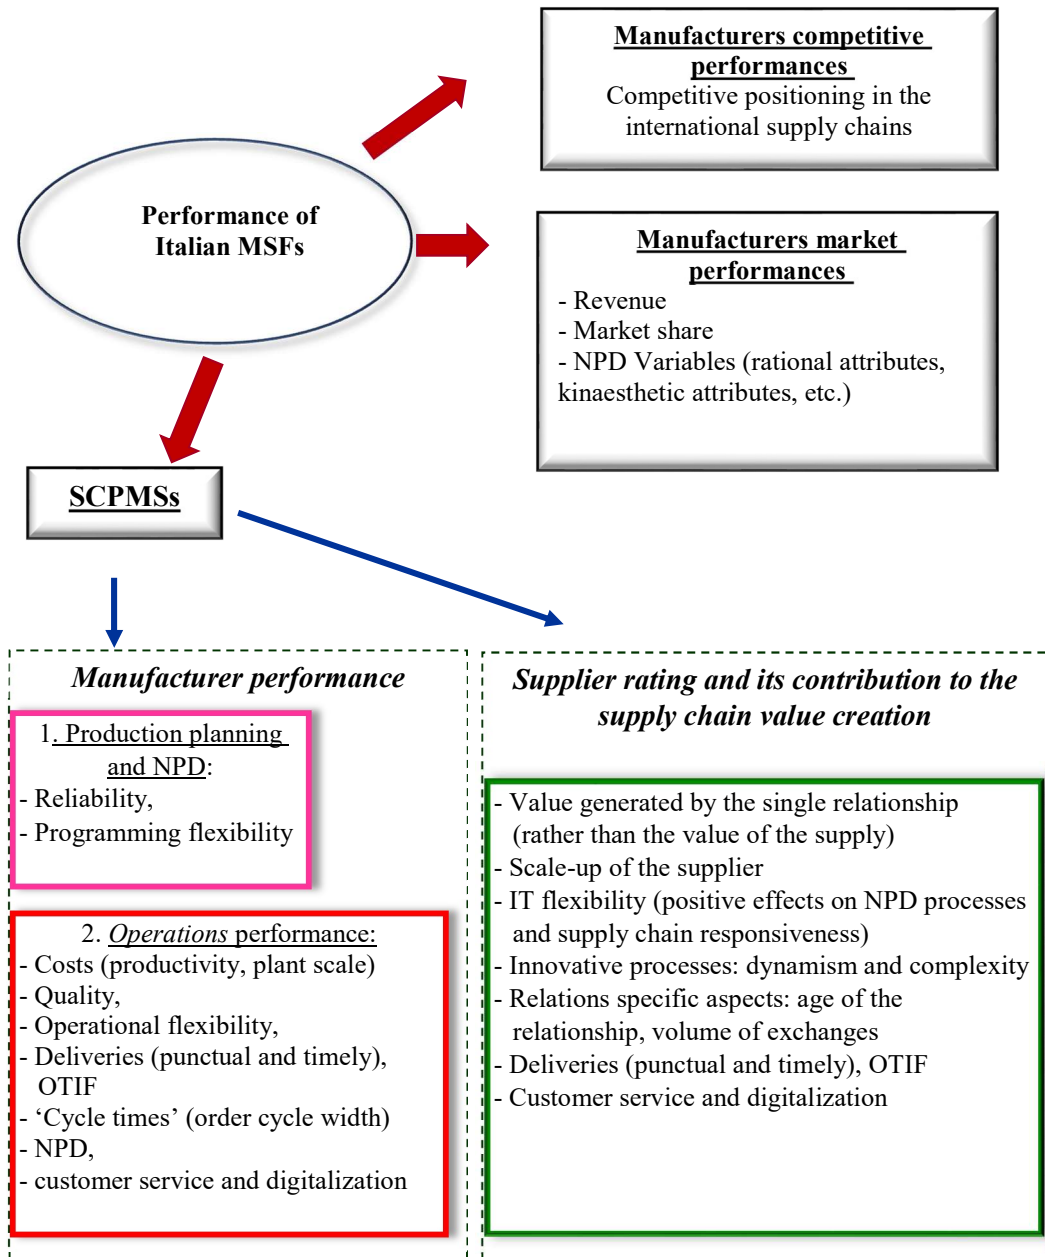 Manufacturers competitive
performances
Competitive positioning in the
international supply chains
Performance of
Italian MSFs
Manufacturers market
performances
- Revenue
- Market share
- NPD Variables (rational attributes,
kinaesthetic attributes, etc.)
SCPMSs
Manufacturer performance
1. Production planning
and NPD:
- Reliability,
- Programming flexibility
2. Operations performance:
- Costs (productivity, plant scale)
- Quality,
- Operational flexibility,
- Deliveries (punctual and timely),
OTIF
- ‘Cycle times’ (order cycle width)
- NPD,
- customer service and digitalization
Supplier rating and its contribution to the
supply chain value creation
- Value generated by the single relationship
(rather than the value of the supply)
- Scale-up of the supplier
- IT flexibility (positive effects on NPD processes
and supply chain responsiveness)
- Innovative processes: dynamism and complexity
- Relations specific aspects: age of the
relationship, volume of exchanges
- Deliveries (punctual and timely), OTIF
- Customer service and digitalization